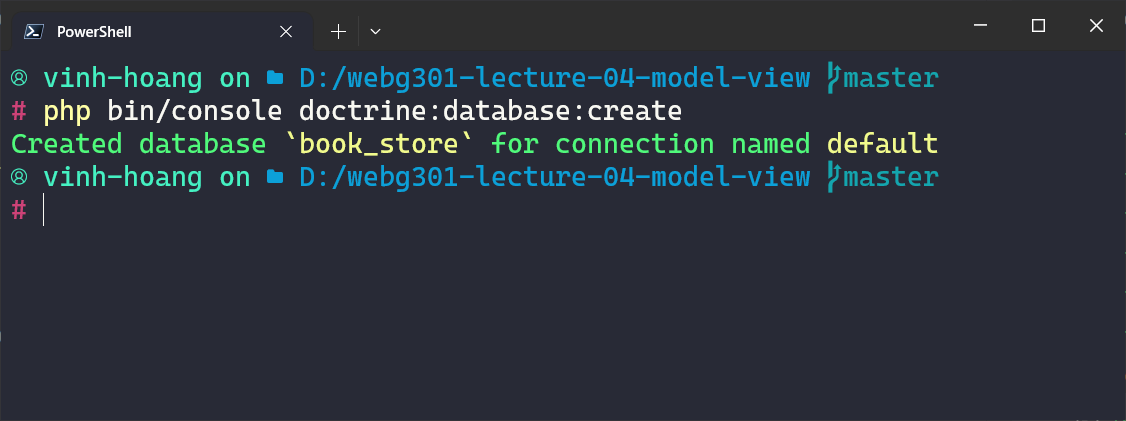 PowerShell
vinh-hoang on D:/webg301-lecture-04-model-view master
# php bin/console doctrine:database:create
Created database `book_store` for connection named default
vinh-hoang on D:/webg301-lecture-04-model-view master
#